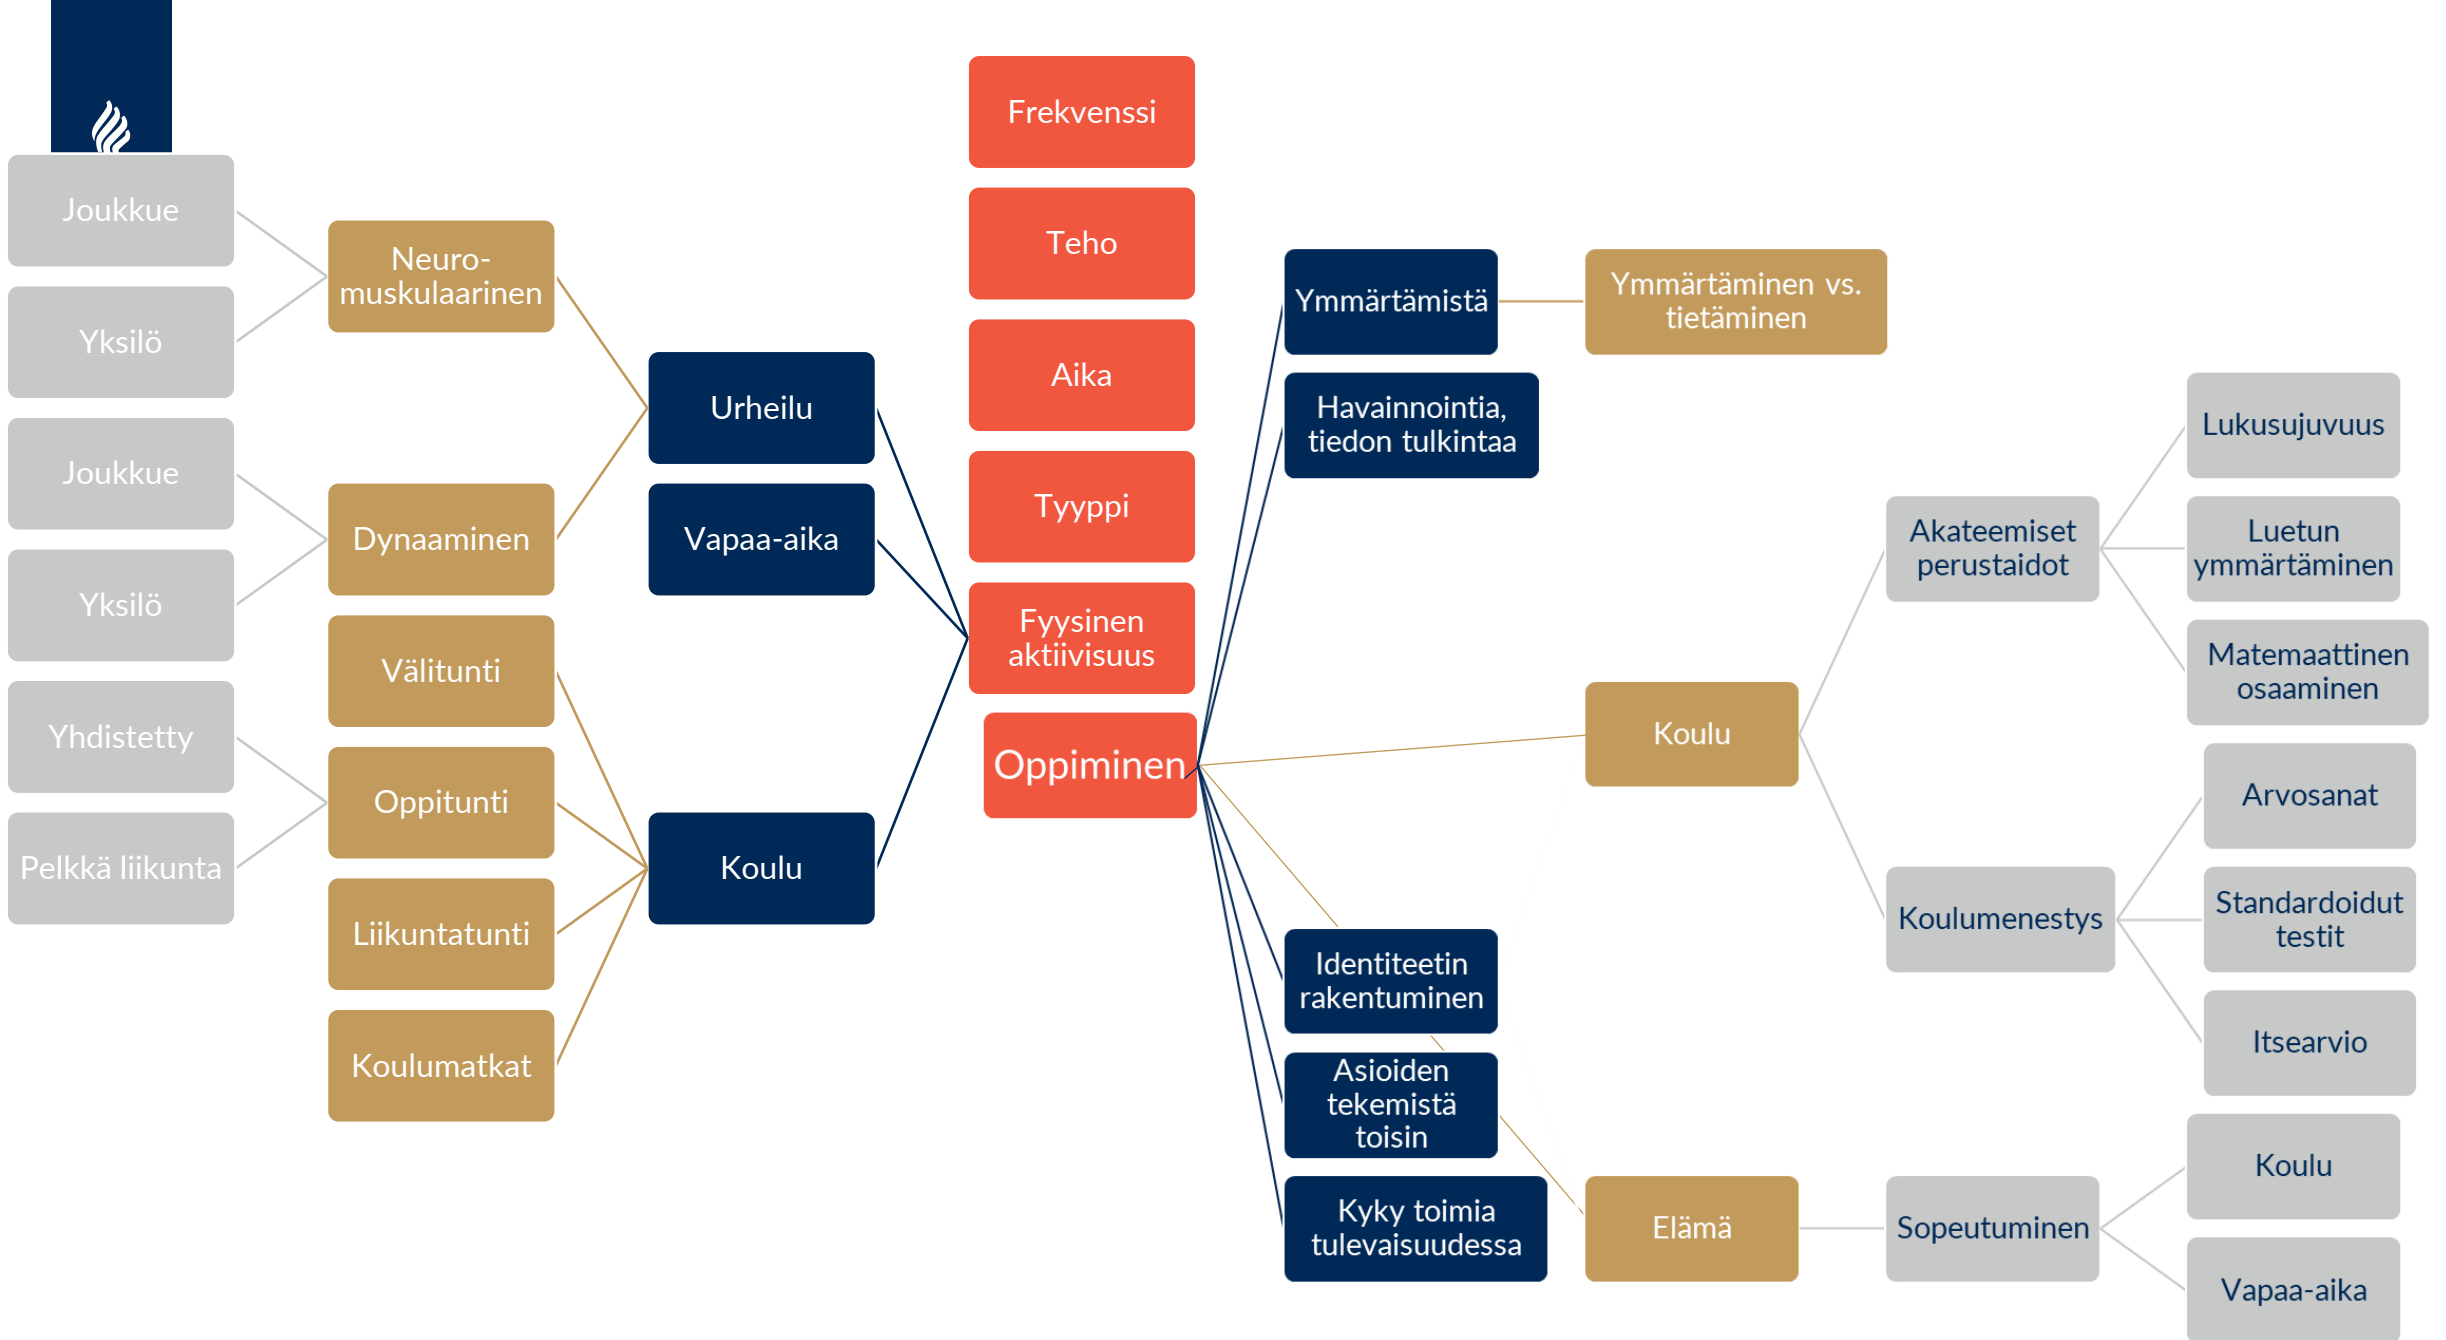 Joukkue
Yksilö
Joukkue
Yksilö
Yhdistetty
Pelkkä liikunta
Neuro-
muskulaarinen
Dynaaminen
Välitunti
Oppitunti
Liikuntatunti
Koulumatkat
Urheilu
Vapaa-aika
Koulu
Frekvenssi
Teho
Aika
Tyyppi
Fyysinen
aktiivisuus
Oppiminen
Ymmärtämistä
Havainnointia,
tiedon tulkintaa
Identiteetin
rakentuminen
Asioiden
tekemistä
toisin
Kyky toimia
tulevaisuudessa
Ymmärtäminen vs.
tietäminen
Koulu
Elämä
Akateemiset
perustaidot
Koulumenestys
Sopeutuminen
Lukusujuvuus
Luetun
ymmärtäminen
Matemaattinen
osaaminen
Arvosanat
Standardoidut
testit
Itsearvio
Koulu
Vapaa-aika